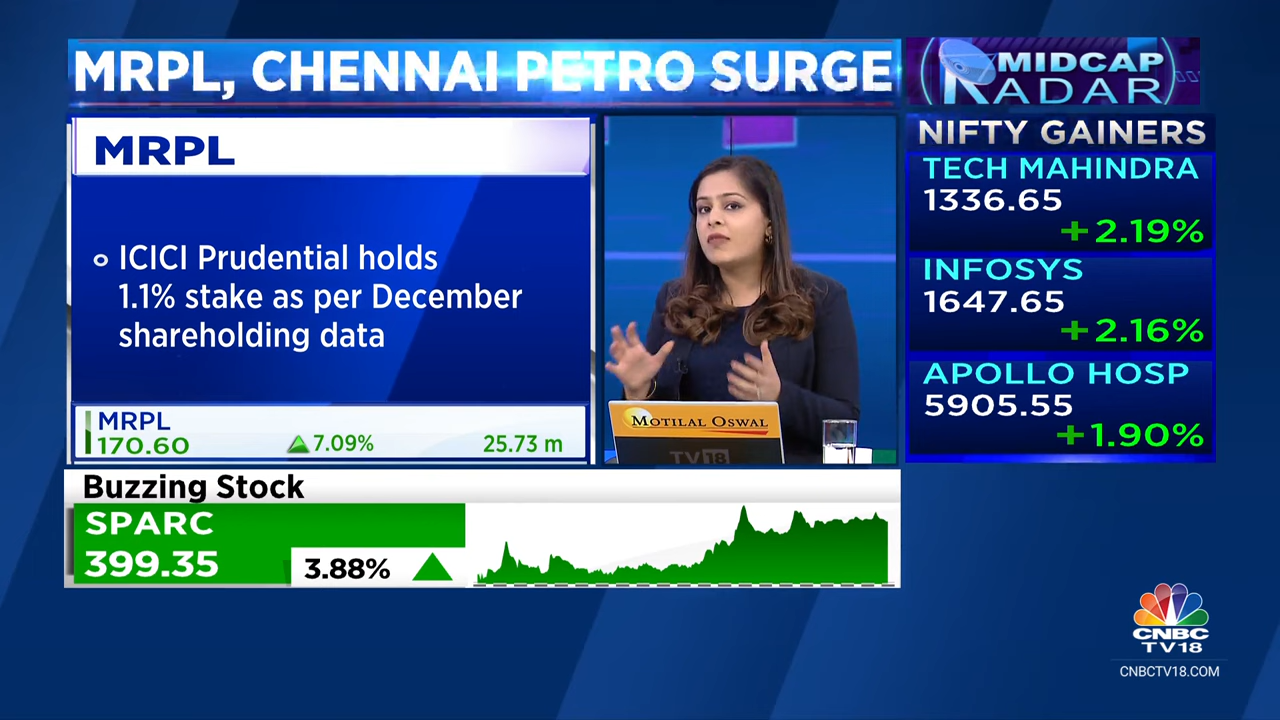 MRPL, CHENNAI PETRO SURGE
MIDCAP
RADAR
MRPL
ICICI Prudential holds
1.1% stake as per December
shareholding data
MRPL
170.60
7.09%
25.73 m
MOTILAL OSWAL
TV18
NIFTY GAINERS
TECH MAHINDRA
1336.65
+2.19%
INFOSYS
1647.65
+2.16%
APOLLO HOSP
5905.55
+1.90%
Buzzing Stock
SPARC
399.35
3.88%
CNBC
TV18
CNBCTV18.COM